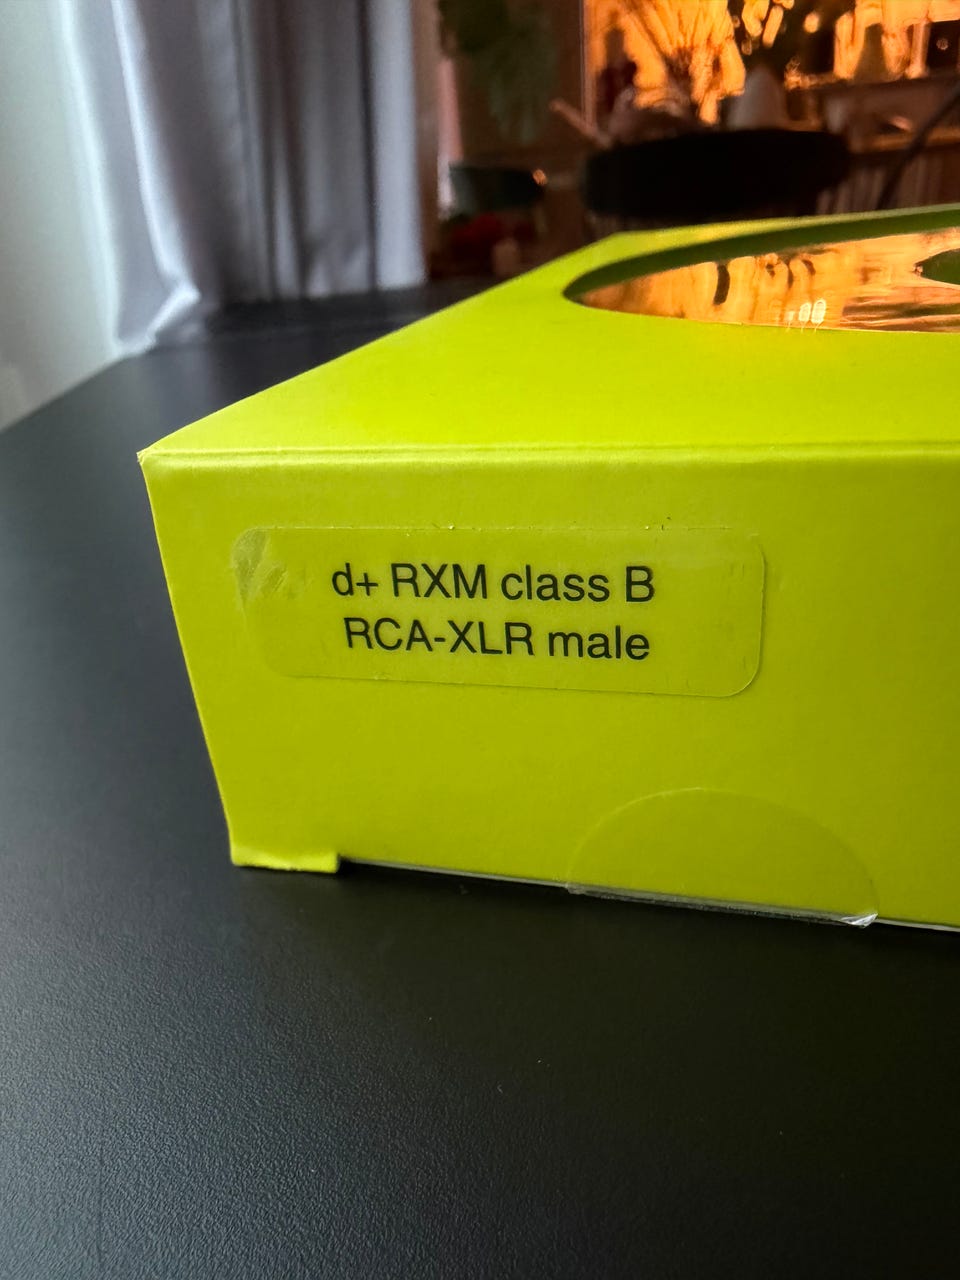 d+ RXM class B
RCA-XLR male